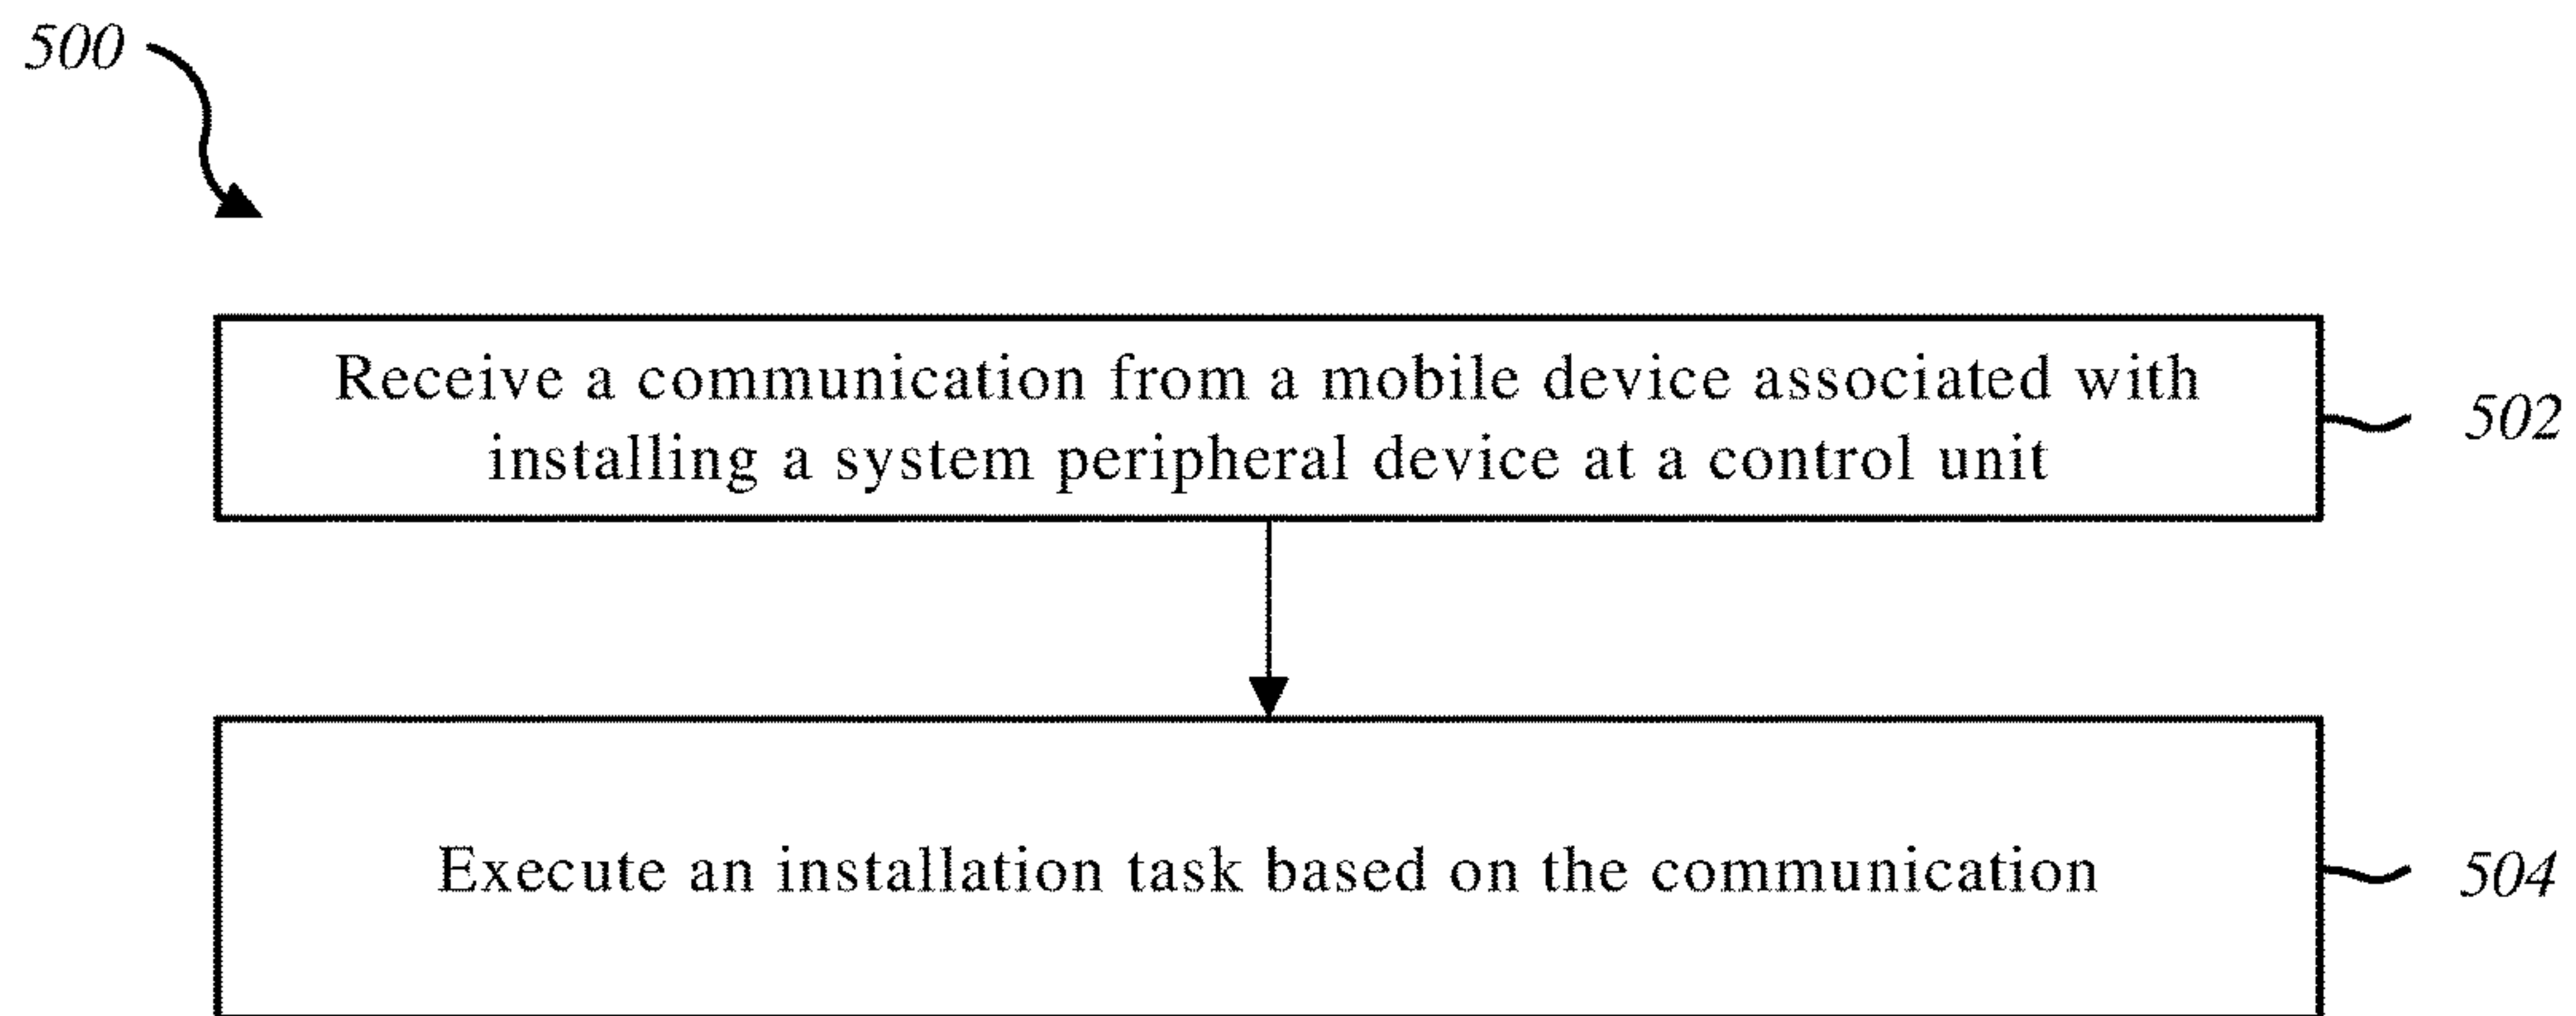 500
Receive a communication from a mobile device associated with
installing a system peripheral device at a control unit
502
Execute an installation task based on the communication
504